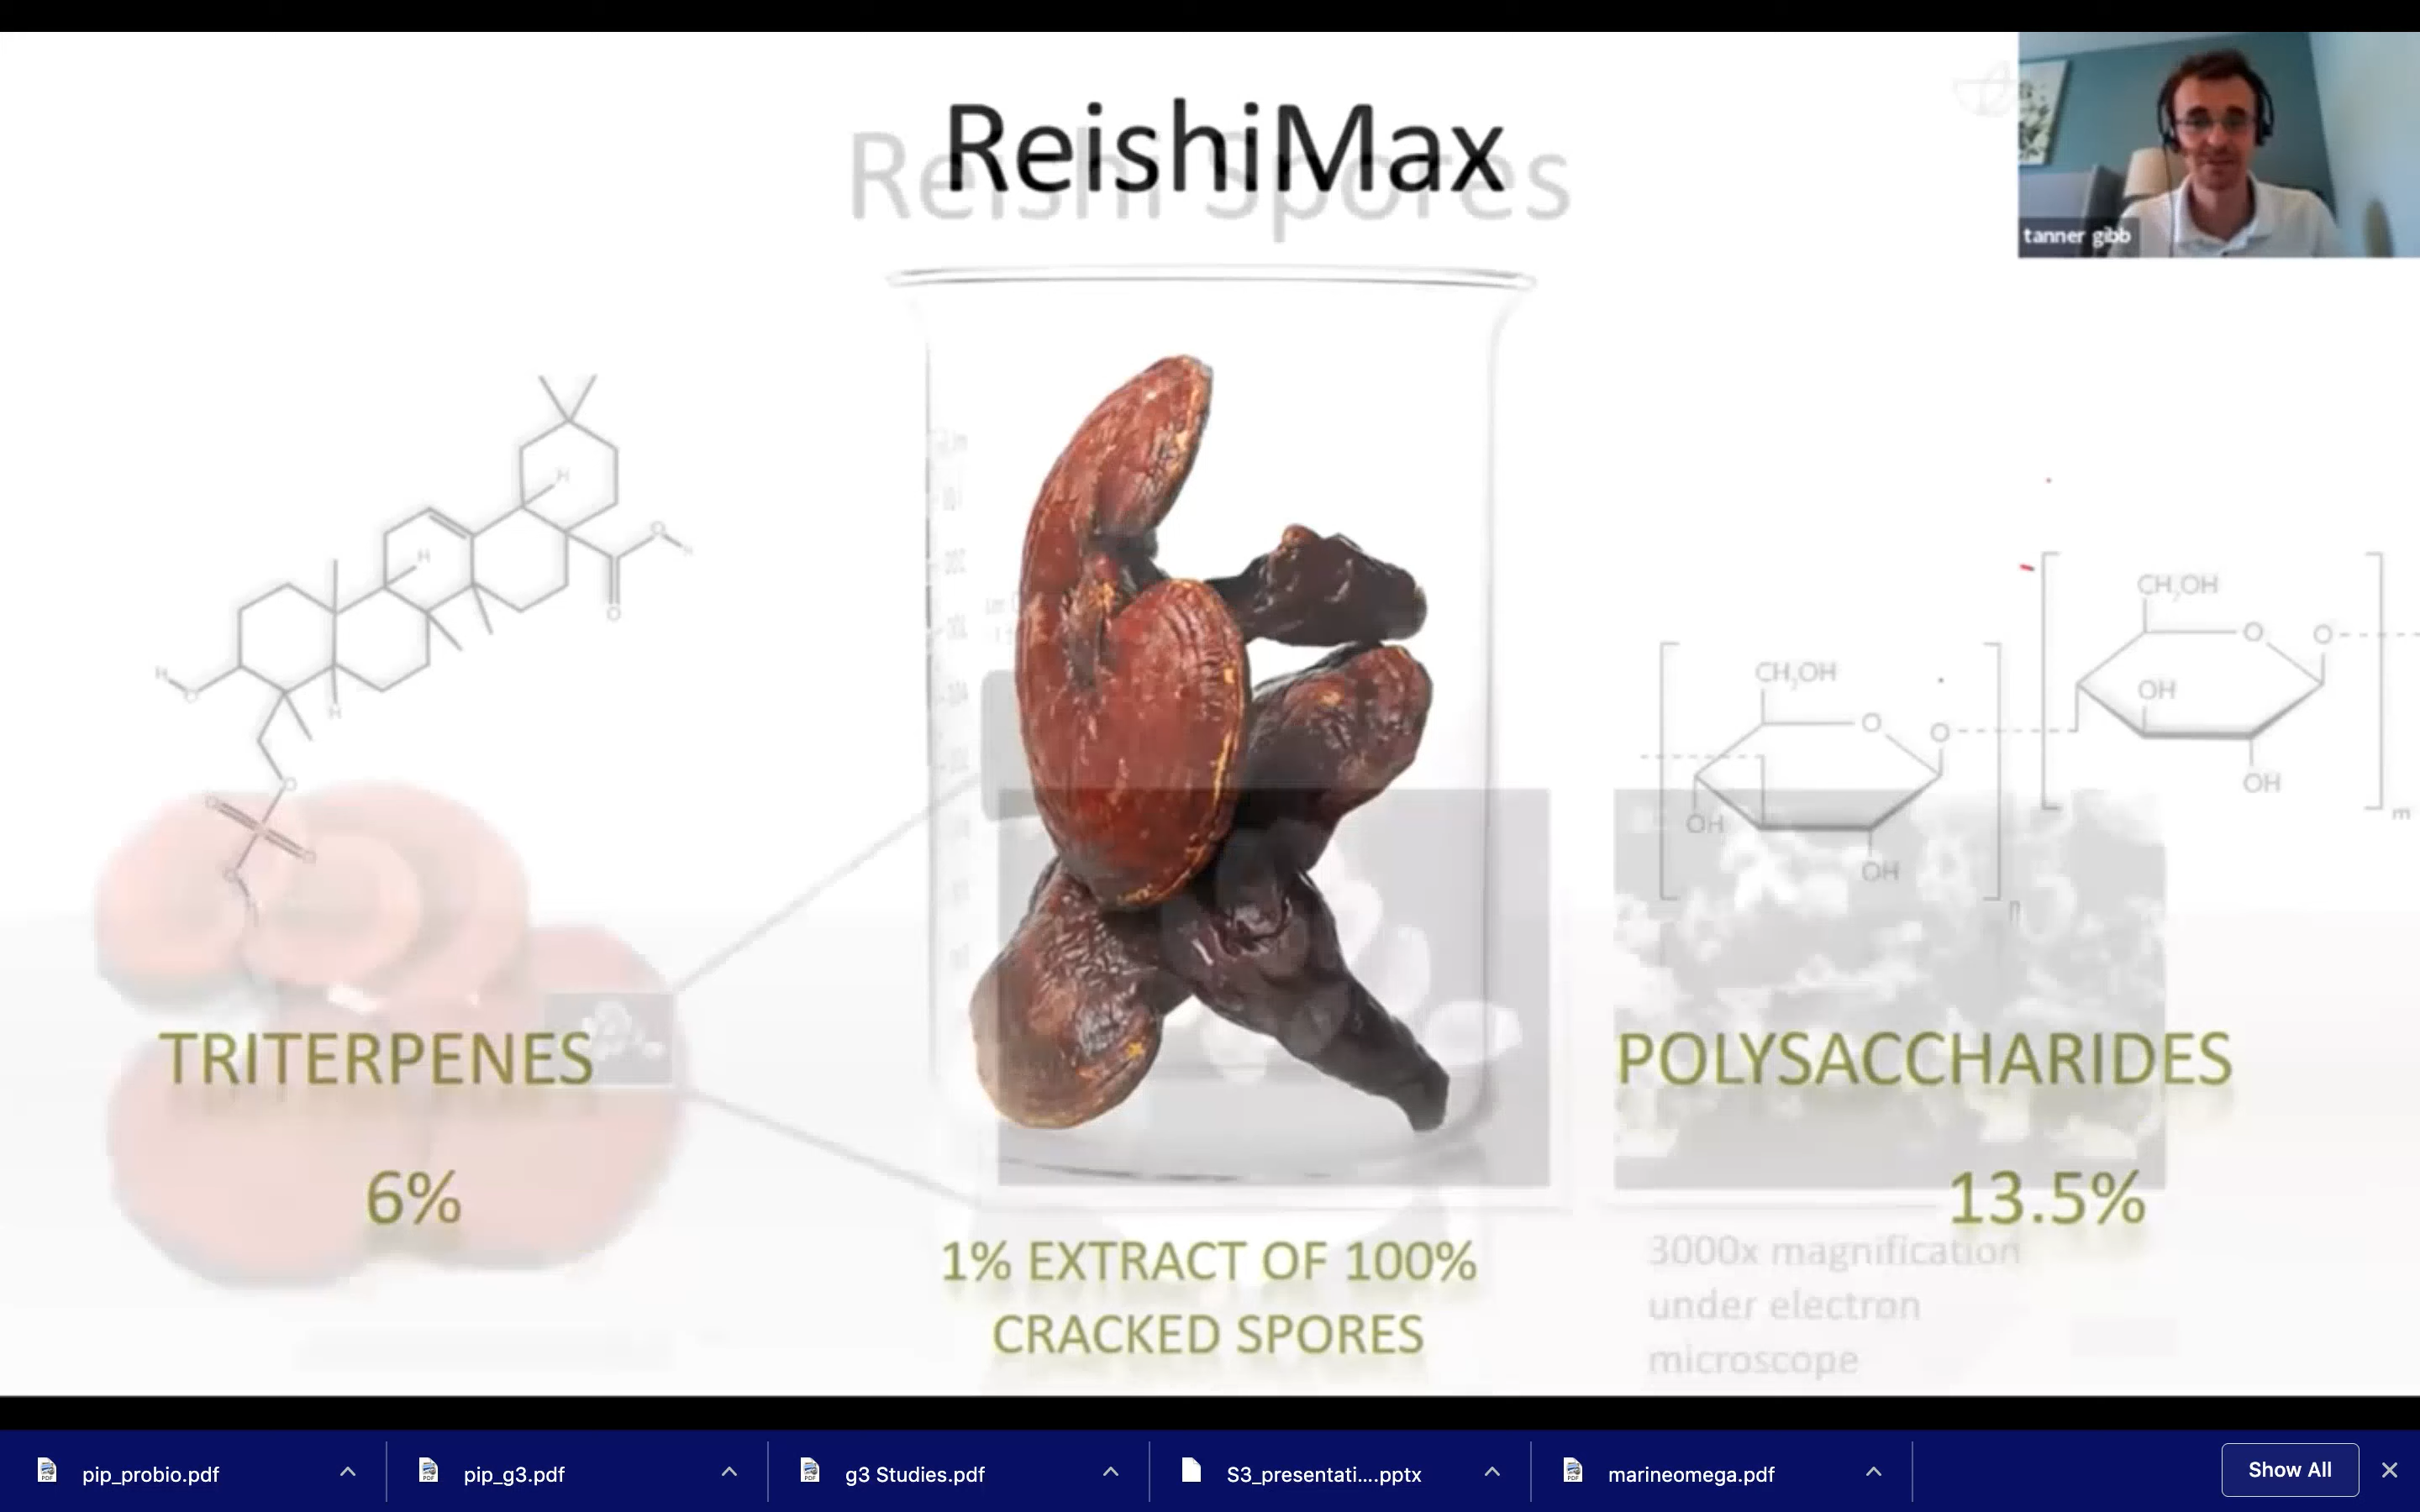 ReishiMax
Reishi Spores
tanner gibb
H
H
O
H
O
H
O
H
O
O
O
O
CH₂OH
O
O
OH
OH
m
CH₂OH
O
O
OH
OH
n
TRITERPENES
6%
POLYSACCHARIDES
13.5%
1% EXTRACT OF 100%
CRACKED SPORES
3000x magnification
under electron
microscope
pip_probio.pdf
pip_g3.pdf
g3 Studies.pdf
S3_presentati....pptx
marineomega.pdf
Show All